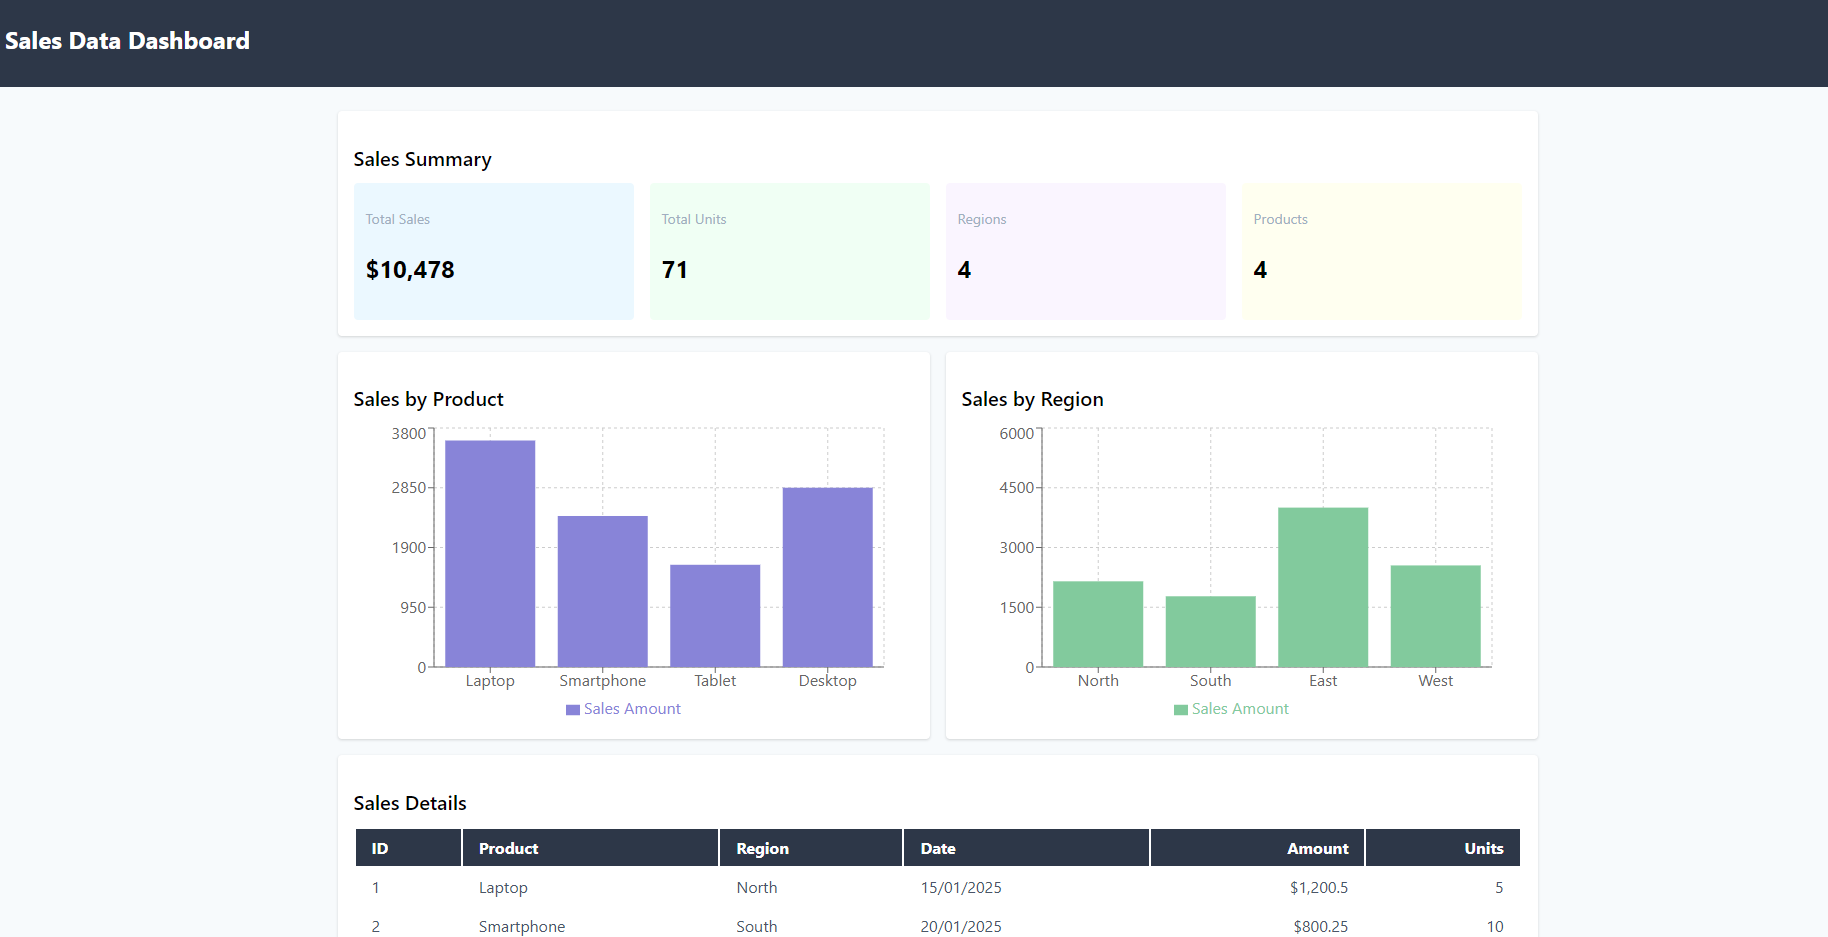 Sales Data Dashboard
Sales Summary
Total Sales
$10,478
Total Units
71
Regions
4
Products
4
Sales by Product
3800
2850
1900
950
0
Laptop Smartphone Tablet Desktop
Sales Amount
Sales by Region
6000
4500
3000
1500
0
North South East West
Sales Amount
Sales Details
ID Product Region Date Amount Units
1 Laptop North 15/01/2025 $1,200.5 5
2 Smartphone South 20/01/2025 $800.25 10